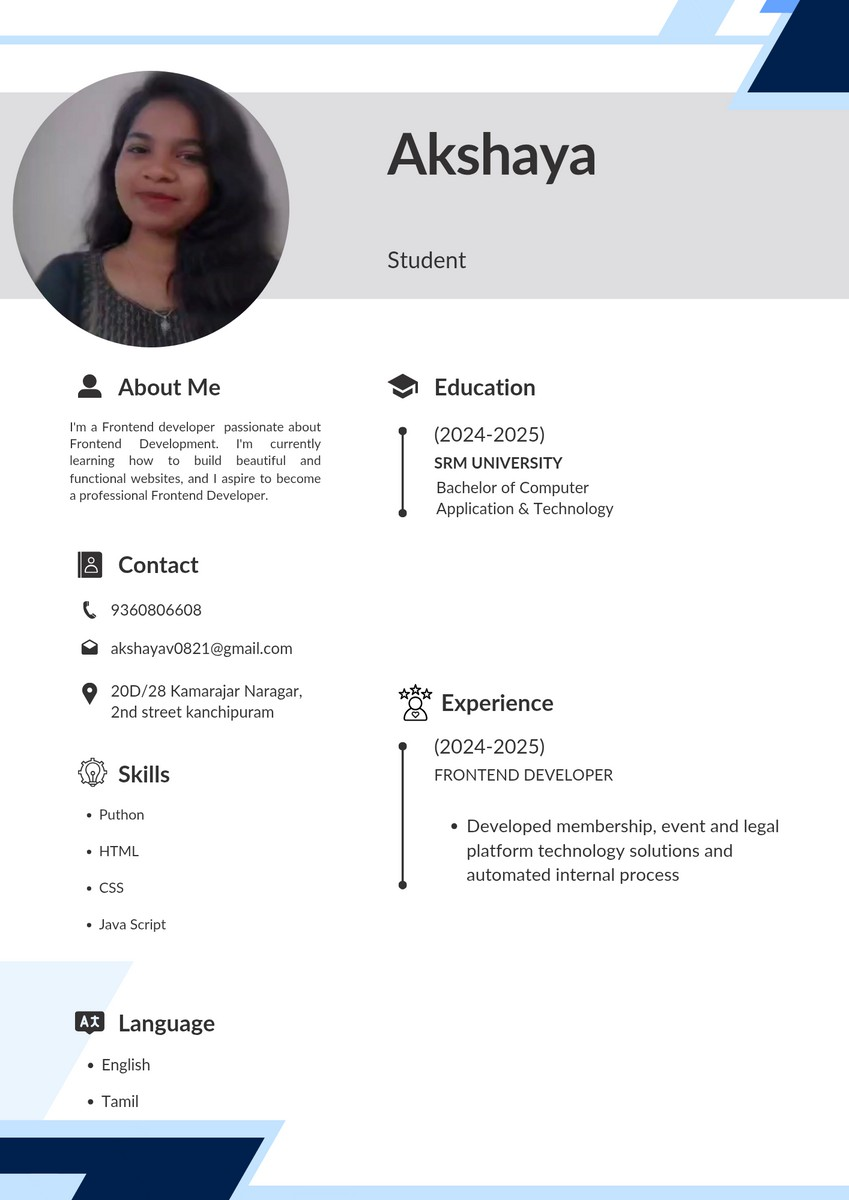 Akshaya
Student
About Me
I'm a Frontend developer passionate about
Frontend Development. I'm currently
learning how to build beautiful and
functional websites, and I aspire to become
a professional Frontend Developer.
Contact
9360806608
akshayav0821@gmail.com
20D/28 Kamarajar Naragar,
2nd street kanchipuram
Skills
• Puthon
• HTML
• CSS
• Java Script
Language
• English
• Tamil
Education
(2024-2025)
SRM UNIVERSITY
Bachelor of Computer
Application & Technology
Experience
(2024-2025)
FRONTEND DEVELOPER
• Developed membership, event and legal
platform technology solutions and
automated internal process